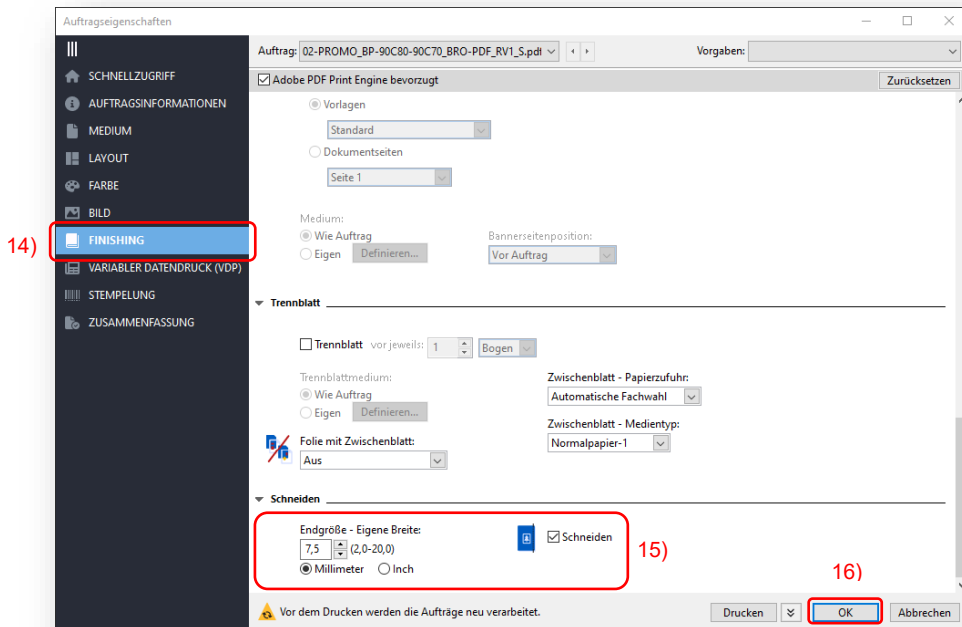 Auftragseigenschaften
SCHNELLZUGRIFF
AUFTRAGSINFORMATIONEN
MEDIUM
LAYOUT
FARBE
BILD
14)
FINISHING
VARIABLER DATENDRUCK (VDP)
STEMPELUNG
ZUSAMMENFASSUNG
Auftrag: 02-PROMO_BP-90C80-90C70_BRO-PDF_RV1_S.pdf
Vorgaben:
Adobe PDF Print Engine bevorzugt
Zurücksetzen
Vorlagen
Standard
Dokumentseiten
Seite 1
Medium:
Wie Auftrag
Eigen Definieren...
Bannerseitenposition:
Vor Auftrag
Trennblatt
Trennblatt vor jeweils: 1 Bogen
Trennblattmedium:
Wie Auftrag
Eigen Definieren...
Zwischenblatt - Papierzufuhr:
Automatische Fachwahl
Zwischenblatt - Medientyp:
Normalpapier-1
Folie mit Zwischenblatt:
Aus
Schneiden
Endgröße - Eigene Breite:
7,5 (2,0-20,0)
Millimeter Inch
Schneiden
15)
16)
Vor dem Drucken werden die Aufträge neu verarbeitet.
Drucken OK Abbrechen